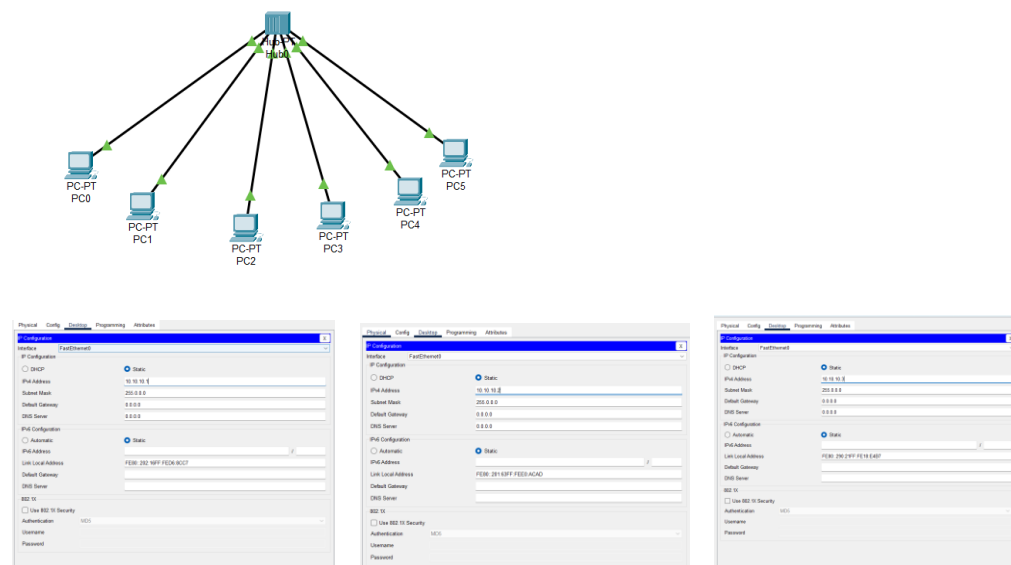 Hub-PT
Hub0
PC-PT
PC0
PC-PT
PC1
PC-PT
PC2
PC-PT
PC3
PC-PT
PC4
PC-PT
PC5
Physical Config Desktop Programming Attributes
IP Configuration X
Interface FastEthernet0
IP Configuration
DHCP Static
IPv4 Address 10.10.10.1
Subnet Mask 255.0.0.0
Default Gateway 0.0.0.0
DNS Server 0.0.0.0
IPv6 Configuration
Automatic Static
IPv6 Address /
Link Local Address
Default Gateway
DNS Server
802.1X
Use 802.1X Security
Authentication MD5
Username
Password
Physical Config Desktop Programming Attributes
IP Configuration X
Interface FastEthernet0
IP Configuration
DHCP Static
IPv4 Address 10.10.10.2
Subnet Mask 255.0.0.0
Default Gateway 0.0.0.0
DNS Server 0.0.0.0
IPv6 Configuration
Automatic Static
IPv6 Address /
Link Local Address
Default Gateway
DNS Server
802.1X
Use 802.1X Security
Authentication MD5
Username
Password
Physical Config Desktop Programming Attributes
IP Configuration
Interface FastEthernet0
IP Configuration
DHCP Static
IPv4 Address 10.10.10.3
Subnet Mask 255.0.0.0
Default Gateway 0.0.0.0
DNS Server 0.0.0.0
IPv6 Configuration
Automatic Static
IPv6 Address /
Link Local Address
Default Gateway
DNS Server
802.1X
Use 802.1X Security
Authentication MD5
Username
Password